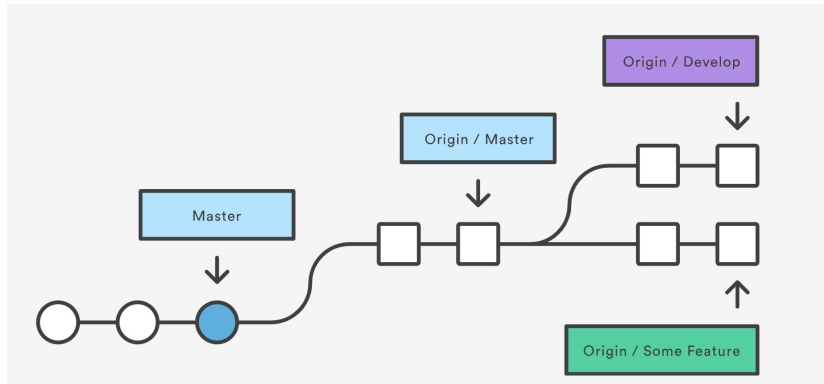 Origin / Develop
Origin / Master
Master
Origin / Some Feature